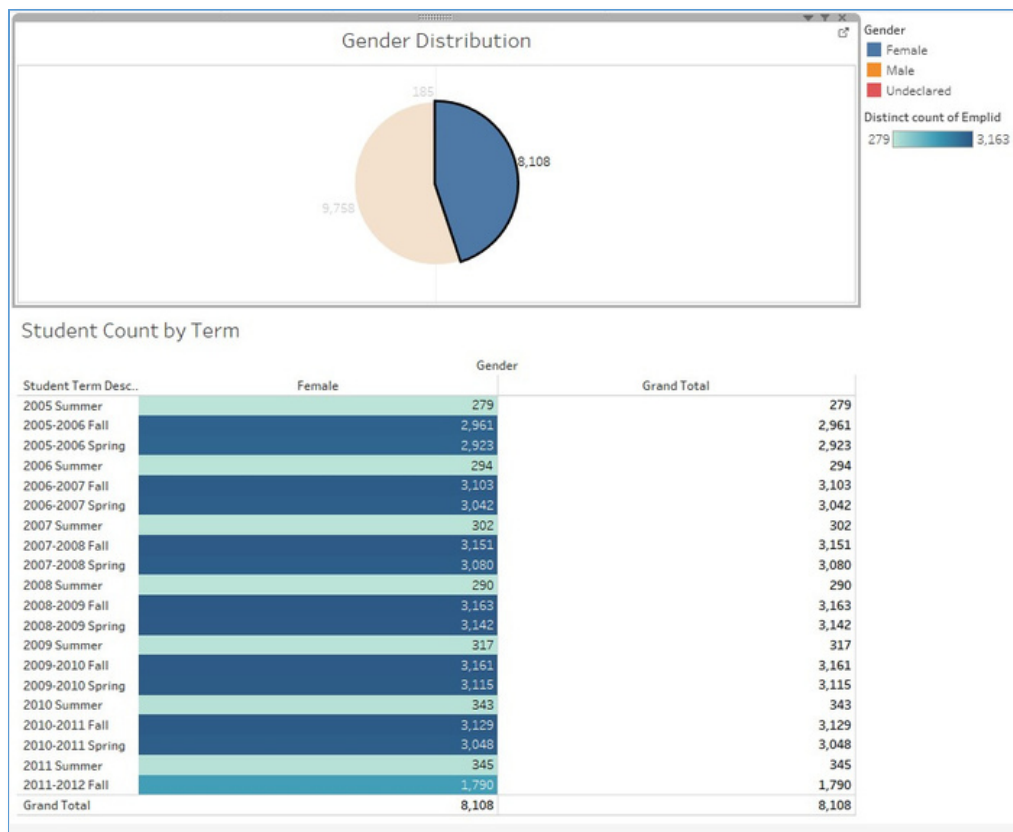 Gender Distribution
185
8,108
9,758
Gender
Female
Male
Undeclared
Distinct count of Emplid
279 3,163
Student Count by Term
Gender
Student Term Desc.. Female Grand Total
2005 Summer 279 279
2005-2006 Fall 2,961 2,961
2005-2006 Spring 2,923 2,923
2006 Summer 294 294
2006-2007 Fall 3,103 3,103
2006-2007 Spring 3,042 3,042
2007 Summer 302 302
2007-2008 Fall 3,151 3,151
2007-2008 Spring 3,080 3,080
2008 Summer 290 290
2008-2009 Fall 3,163 3,163
2008-2009 Spring 3,142 3,142
2009 Summer 317 317
2009-2010 Fall 3,161 3,161
2009-2010 Spring 3,115 3,115
2010 Summer 343 343
2010-2011 Fall 3,129 3,129
2010-2011 Spring 3,048 3,048
2011 Summer 345 345
2011-2012 Fall 1,790 1,790
Grand Total 8,108 8,108